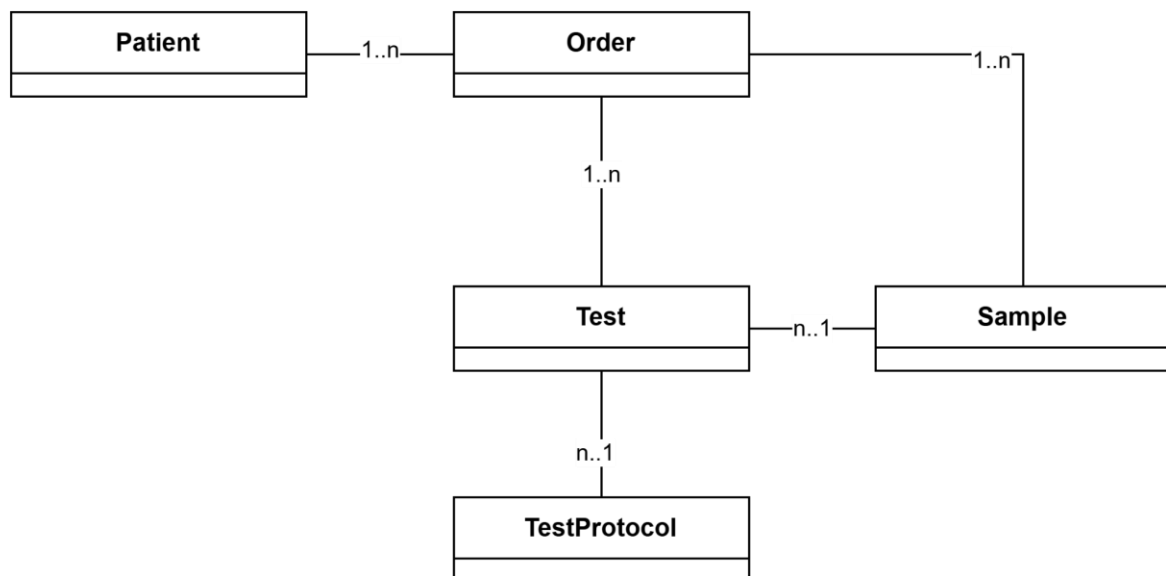 Patient
1..n
Order
1..n
1..n
Test
n..1
Sample
n..1
TestProtocol